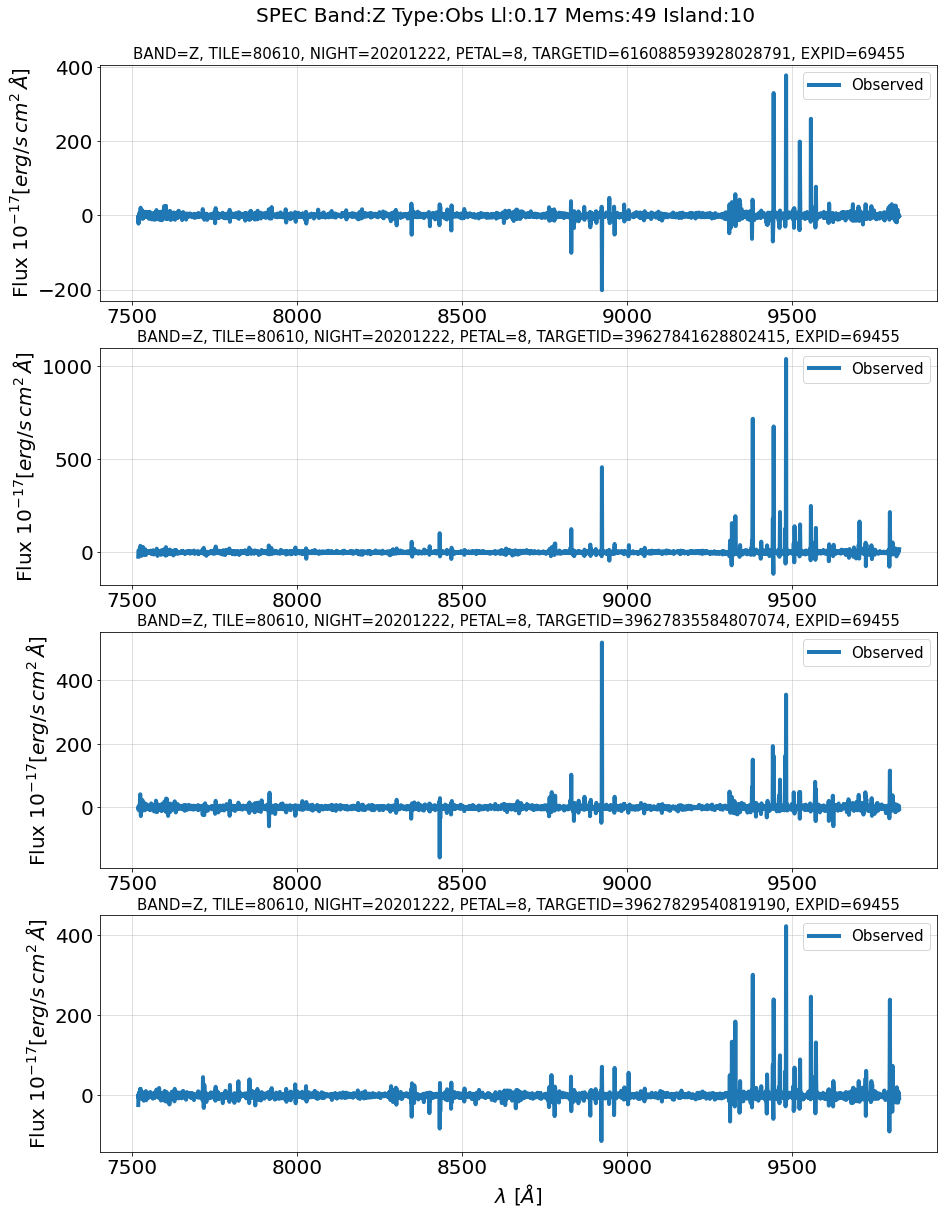 SPEC Band:Z Type:Obs Ll:0.17 Mems:49 Island:10
BAND=Z, TILE=80610, NIGHT=20201222, PETAL=8, TARGETID=616088593928028791, EXPID=69455
Flux 10^{-17}[erg/s cm^2 Å]
400
200
0
−200
Observed
7500 8000 8500 9000 9500
BAND=Z, TILE=80610, NIGHT=20201222, PETAL=8, TARGETID=39627841628802415, EXPID=69455
Flux 10^{-17}[erg/s cm^2 Å]
1000
500
0
Observed
7500 8000 8500 9000 9500
BAND=Z, TILE=80610, NIGHT=20201222, PETAL=8, TARGETID=39627835584807074, EXPID=69455
Flux 10^{-17}[erg/s cm^2 Å]
400
200
0
Observed
7500 8000 8500 9000 9500
BAND=Z, TILE=80610, NIGHT=20201222, PETAL=8, TARGETID=39627829540819190, EXPID=69455
Flux 10^{-17}[erg/s cm^2 Å]
400
200
0
Observed
7500 8000 8500 9000 9500
λ [Å]